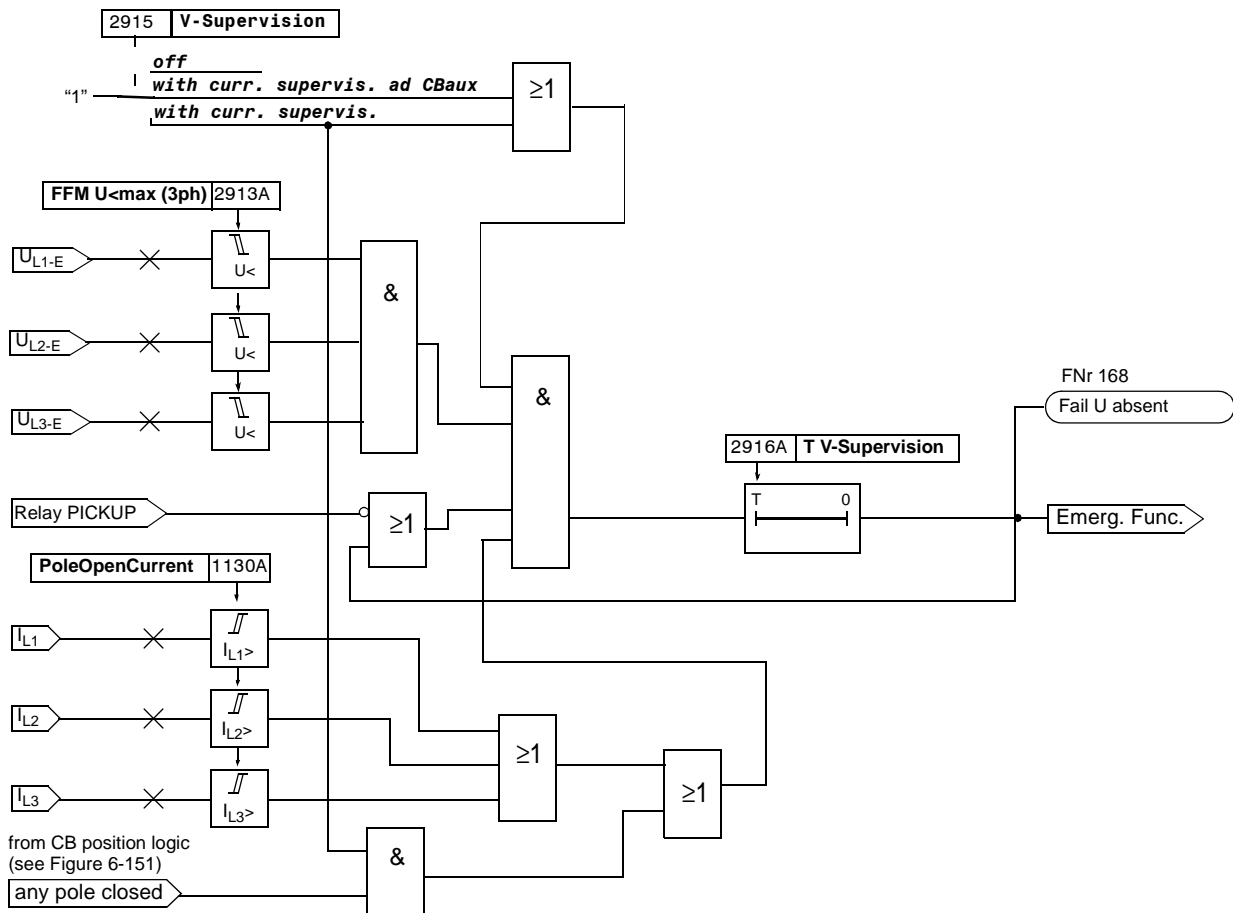 2915 V-Supervision
off
with curr. supervis. ad CBaux
"1"
with curr. supervis.
≥1
FFM U<max (3ph) 2913A
UL1-E
U<
&
UL2-E
U<
UL3-E
U<
&
FNr 168
Fail U absent
2916A T V-Supervision
T 0
Relay PICKUP
≥1
Emerg. Func.
PoleOpenCurrent 1130A
IL1
IL1>
IL2
IL2>
≥1
IL3
IL3>
≥1
from CB position logic
(see Figure 6-151)
any pole closed
&